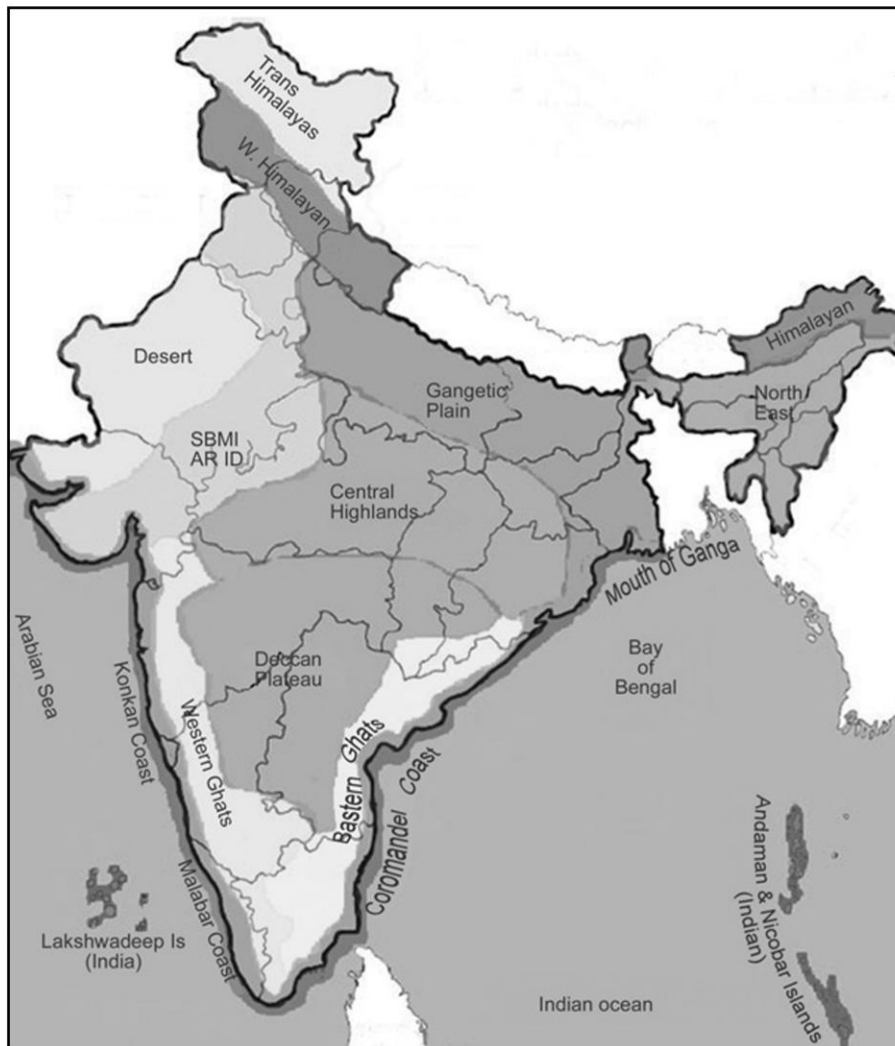 Trans
Himalayas
W. Himalayan
Himalayan
Desert
Gangetic
Plain
North
East
SBMI
AR ID
Central
Highlands
Mouth of Ganga
Arabian Sea
Konkan Coast
Deccan
Plateau
Bay
of
Bengal
Western Ghats
Bastern Ghats
Coromandel Coast
Malabar Coast
Andaman & Nicobar Islands
(Indian)
Lakshwadeep Is
(India)
Indian ocean